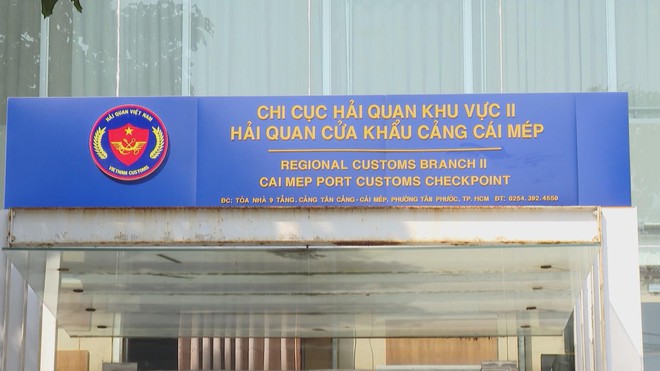 HẢI QUAN VIỆT NAM
VIETNAM CUSTOMS
CHI CỤC HẢI QUAN KHU VỰC II
HẢI QUAN CỬA KHẨU CẢNG CÁI MÉP
REGIONAL CUSTOMS BRANCH II
CAI MEP PORT CUSTOMS CHECKPOINT
ĐC: TÒA NHÀ 9 TẦNG, CẢNG TÂN CẢNG-CÁI MÉP, PHƯỜNG TÂN PHƯỚC, TP. HCM ĐT: 0254.392.4550